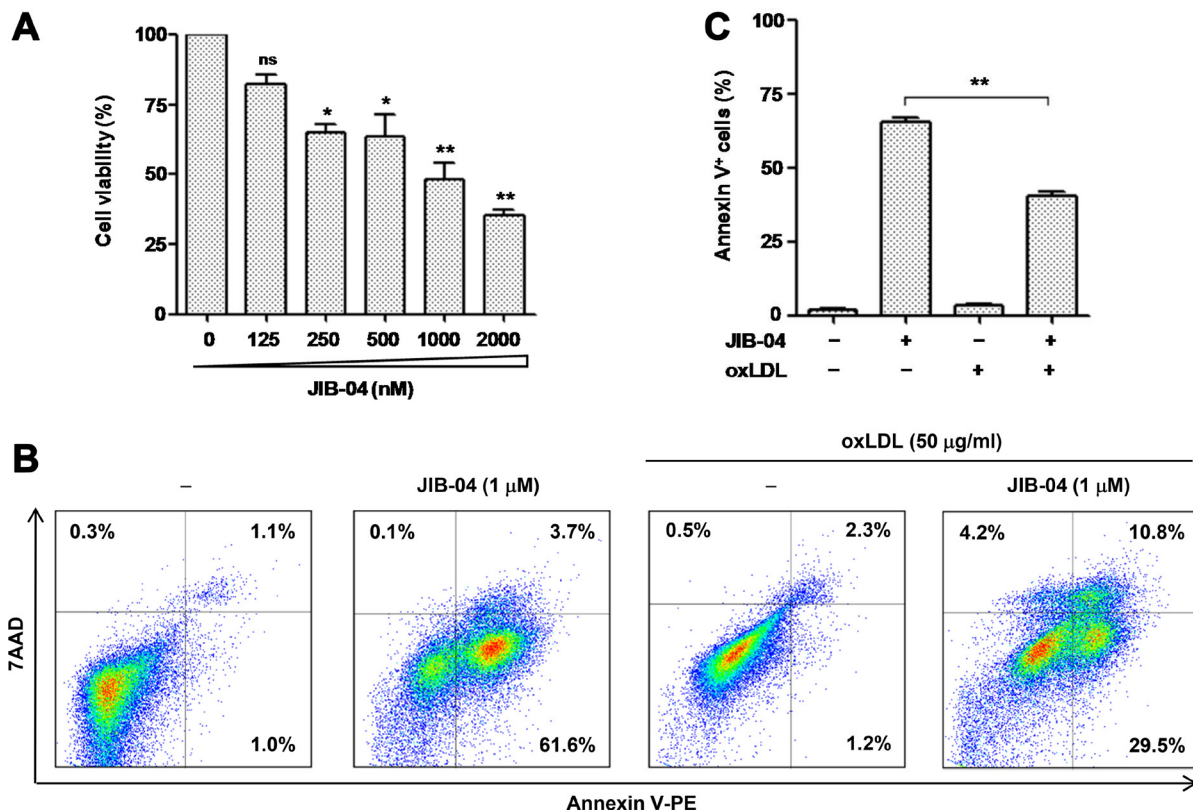 A
Cell viability (%)
100
75
50
25
0
ns
*
*
**
**
0 125 250 500 1000 2000
JIB-04 (nM)
C
Annexin V⁺ cells (%)
100
75
50
25
0
**
JIB-04 – + – +
oxLDL – – + +
B
oxLDL (50 μg/ml)
– JIB-04 (1 μM) – JIB-04 (1 μM)
0.3% 1.1% 0.1% 3.7% 0.5% 2.3% 4.2% 10.8%
7AAD
1.0% 61.6% 1.2% 29.5%
Annexin V-PE